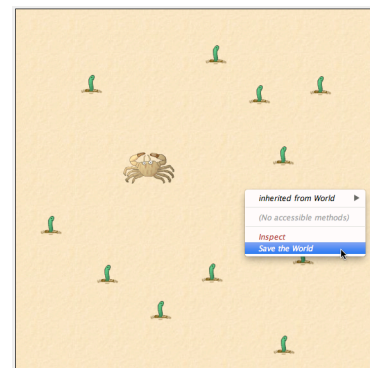 inherited from World
(No accessible methods)
Inspect
Save the World